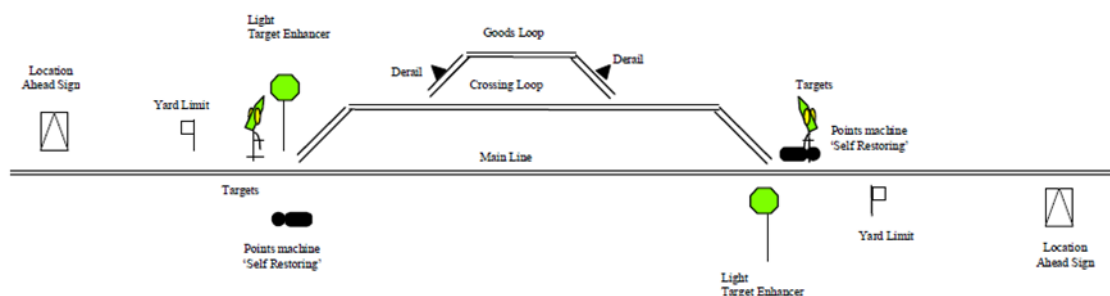 Light
Target Enhancer
Goods Loop
Derail
Derail
Location
Ahead Sign
Crossing Loop
Targets
Yard Limit
Points machine
'Self Restoring'
Main Line
Targets
Yard Limit
Points machine
'Self Restoring'
Location
Ahead Sign
Light
Target Enhancer